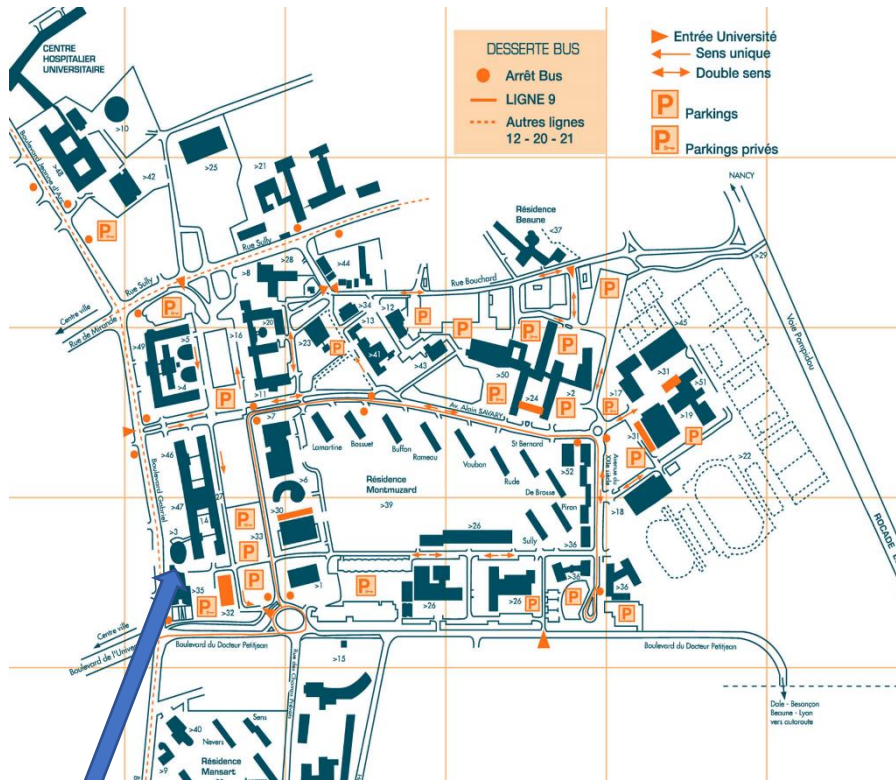 CENTRE
HOSPITALIER
UNIVERSITAIRE
DESSERTE BUS
Arrêt Bus
LIGNE 9
Autres lignes
12 - 20 - 21
Entrée Université
Sens unique
Double sens
P Parkings
P Parkings privés
>10
>48
>42
>25
>21
Boulevard Jeanne d'Arc
NANCY
Résidence
Beaune
>37
>29
Rue Sully
Rue Sully
>28
>8
>44
Rue Bouchard
Voie Pompidou
Centre ville
Rue de Mirande
>34
>12
>13
>45
>49
>5
>16
>20
>23
>41
>43
>50
>31
>51
>4
>24
>2
>17
>19
>11
Av. Alain SAVARY
>7
Lamartine
Bossuet
Buffon
Rameau
Vauban
St Bernard
Rude
De Brosse
Piron
Sully
>52
>31
>22
>46
Boulevard Gabriel
>47
27
>6
Résidence
Montmuzard
>39
>18
ROCADE
14
>3
>30
>33
>26
>36
>35
>32
>1
>26
>26
>36
>36
Centre ville
Boulevard du Docteur Petitjean
Boulevard du Docteur Petitjean
>15
Dole - Besançon
Beaune - Lyon
vers autoroute
>40
Nevers
Sens
>9
Résidence
Mansart